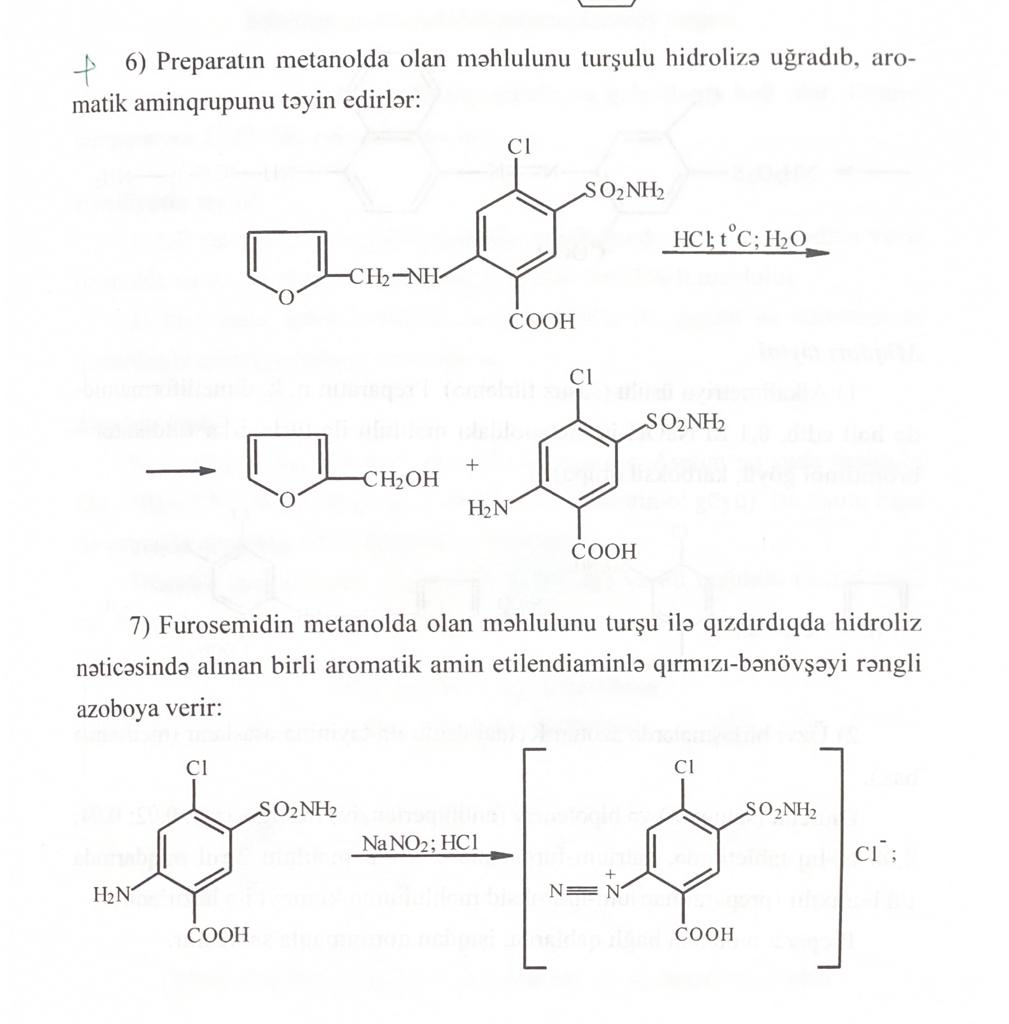 6) Preparatın metanolda olan məhlulunu turşulu hidrolizə uğradıb, aro-
matik aminqrupunu təyin edirlər:
Cl
SO₂NH₂
HCl; t°C; H₂O
CH₂—NH
O
COOH
Cl
SO₂NH₂
CH₂OH + H₂N
O
COOH
7) Furosemidin metanolda olan məhlulunu turşu ilə qızdırdıqda hidroliz
nəticəsində alınan birli aromatik amin etilendiaminlə qırmızı-bənövşəyi rəngli
azoboya verir:
Cl
SO₂NH₂
NaNO₂; HCl
H₂N
COOH
Cl
SO₂NH₂
Cl⁻;
N≡N⁺
COOH